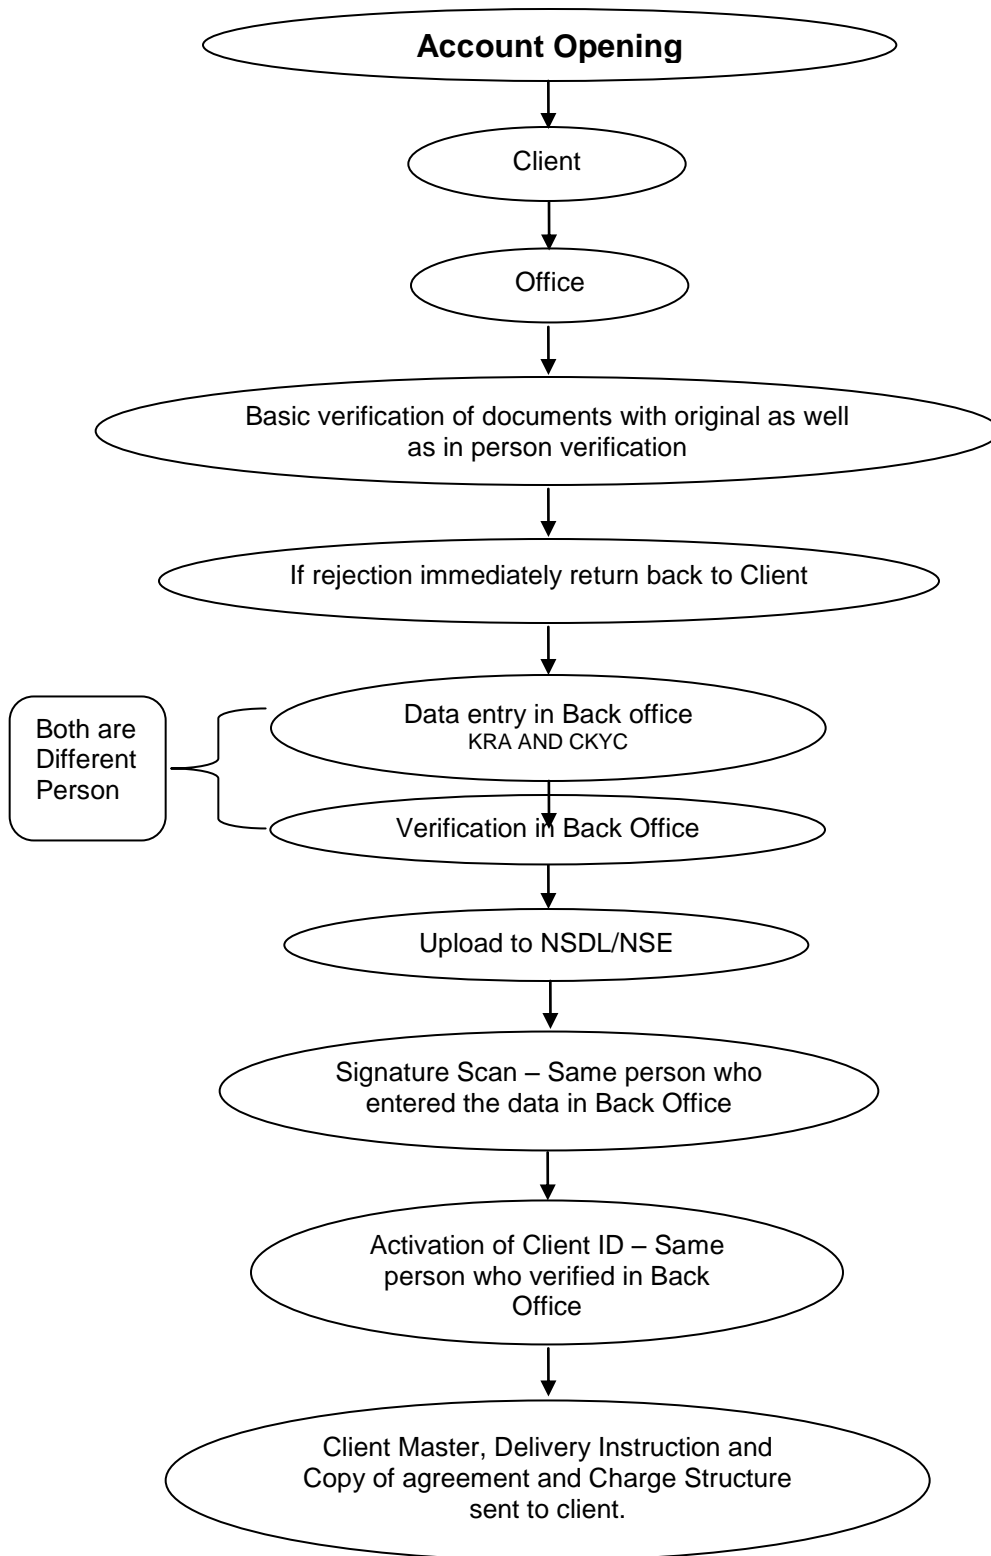 Account Opening
Client
Office
Basic verification of documents with original as well
as in person verification
If rejection immediately return back to Client
Data entry in Back office
KRA AND CKYC
Both are
Different
Person
Verification in Back Office
Upload to NSDL/NSE
Signature Scan – Same person who
entered the data in Back Office
Activation of Client ID – Same
person who verified in Back
Office
Client Master, Delivery Instruction and
Copy of agreement and Charge Structure
sent to client.